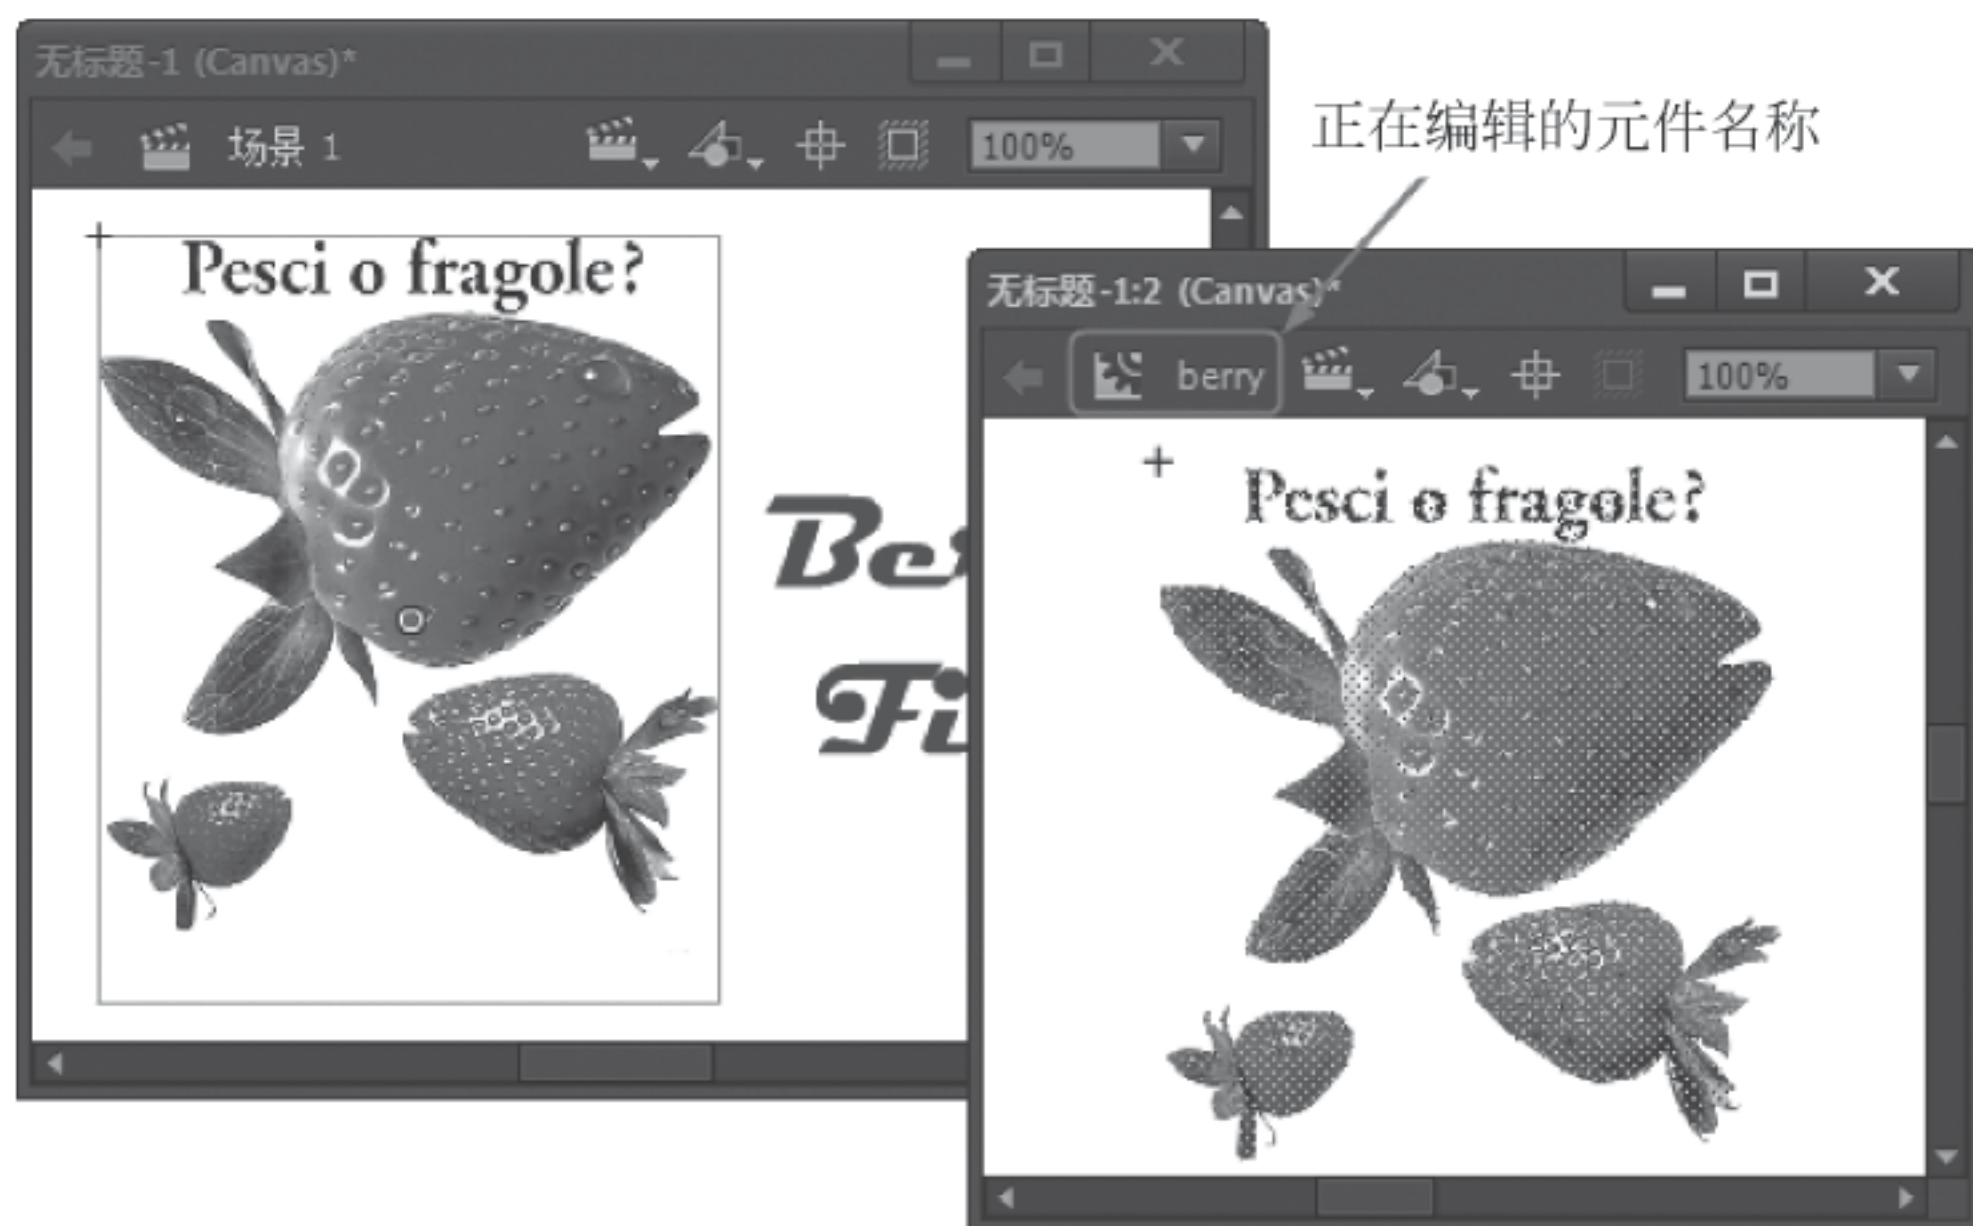 无标题-1 (Canvas)*
场景 1
100%
正在编辑的元件名称
Pesci o fragole?
Be
Fi
无标题-1:2 (Canvas)*
berry
100%
Pesci o fragole?